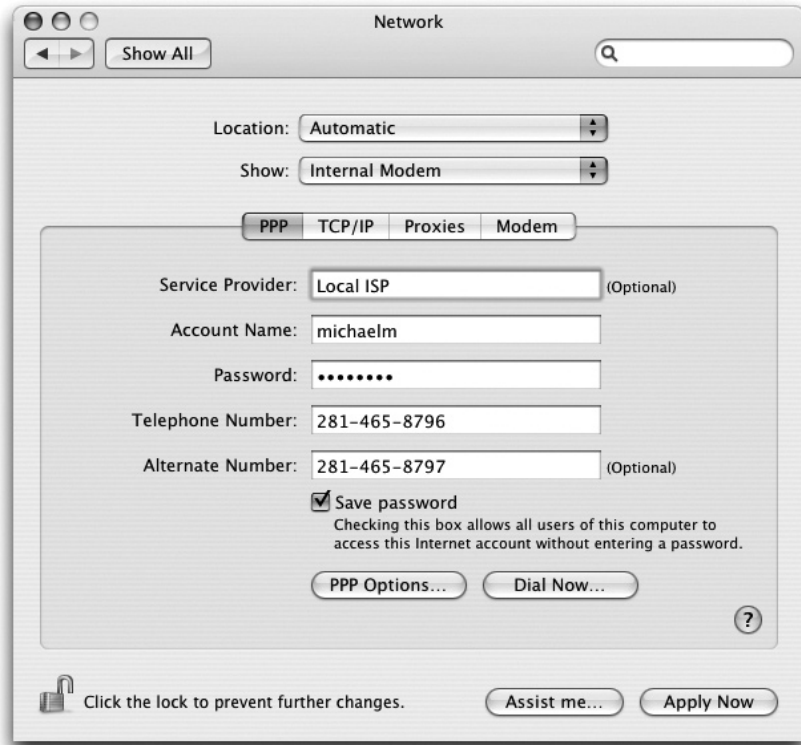 Network
Show All
Location: Automatic
Show: Internal Modem
PPP TCP/IP Proxies Modem
Service Provider: Local ISP (Optional)
Account Name: michaelm
Password: ••••••••
Telephone Number: 281-465-8796
Alternate Number: 281-465-8797 (Optional)
Save password
Checking this box allows all users of this computer to
access this Internet account without entering a password.
PPP Options... Dial Now...
?
Click the lock to prevent further changes. Assist me... Apply Now